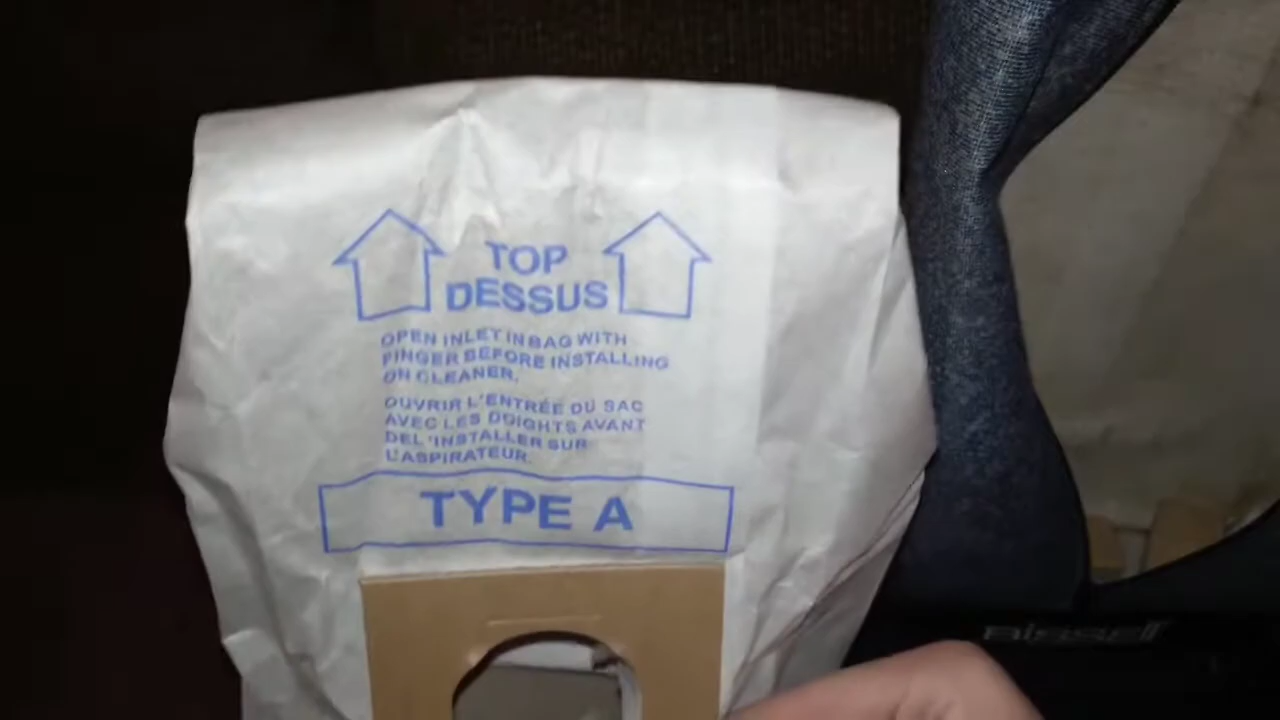 TOP
DESSUS
OPEN INLET IN BAG WITH
FINGER BEFORE INSTALLING
ON CLEANER.
OUVRIR L'ENTRÉE DU SAC
AVEC LES DOIGHTS AVANT
DEL 'INSTALLER SUR
L'ASPIRATEUR.
TYPE A
BISSELL